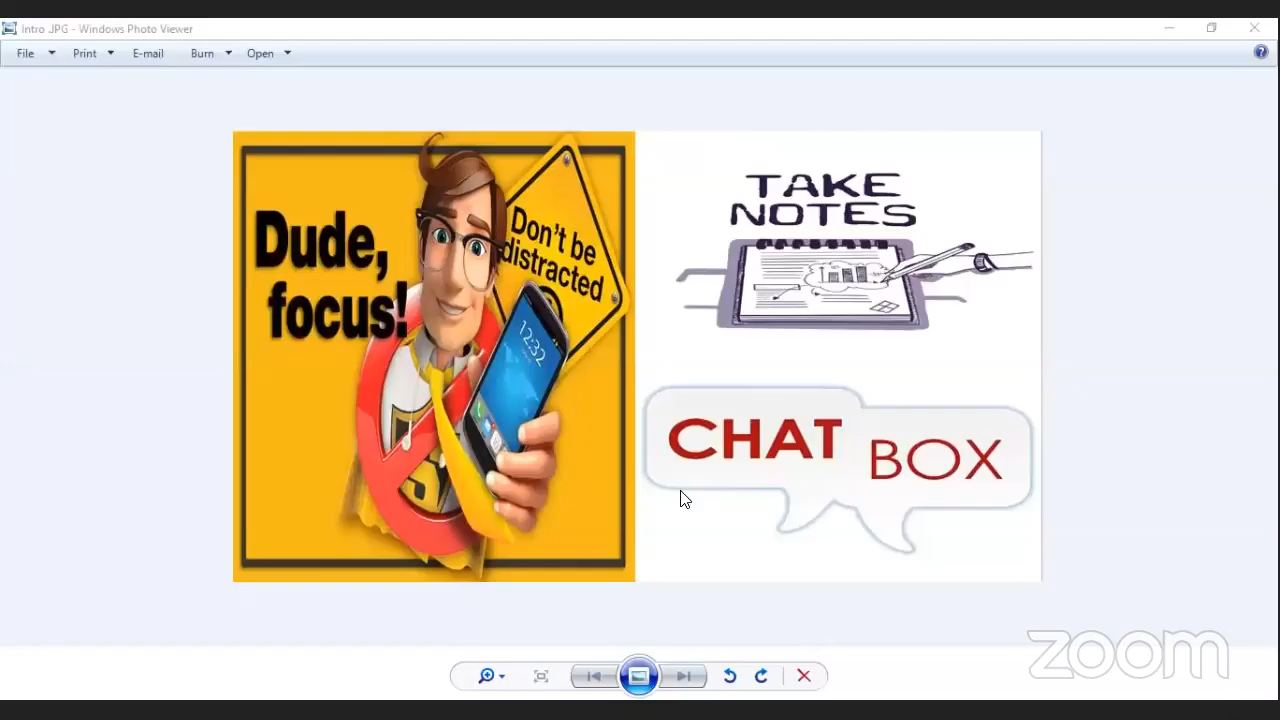 Intro .JPG - Windows Photo Viewer
File Print E-mail Burn Open
Dude,
focus!
Don't be
distracted
12:32
TAKE
NOTES
CHAT BOX
zoom